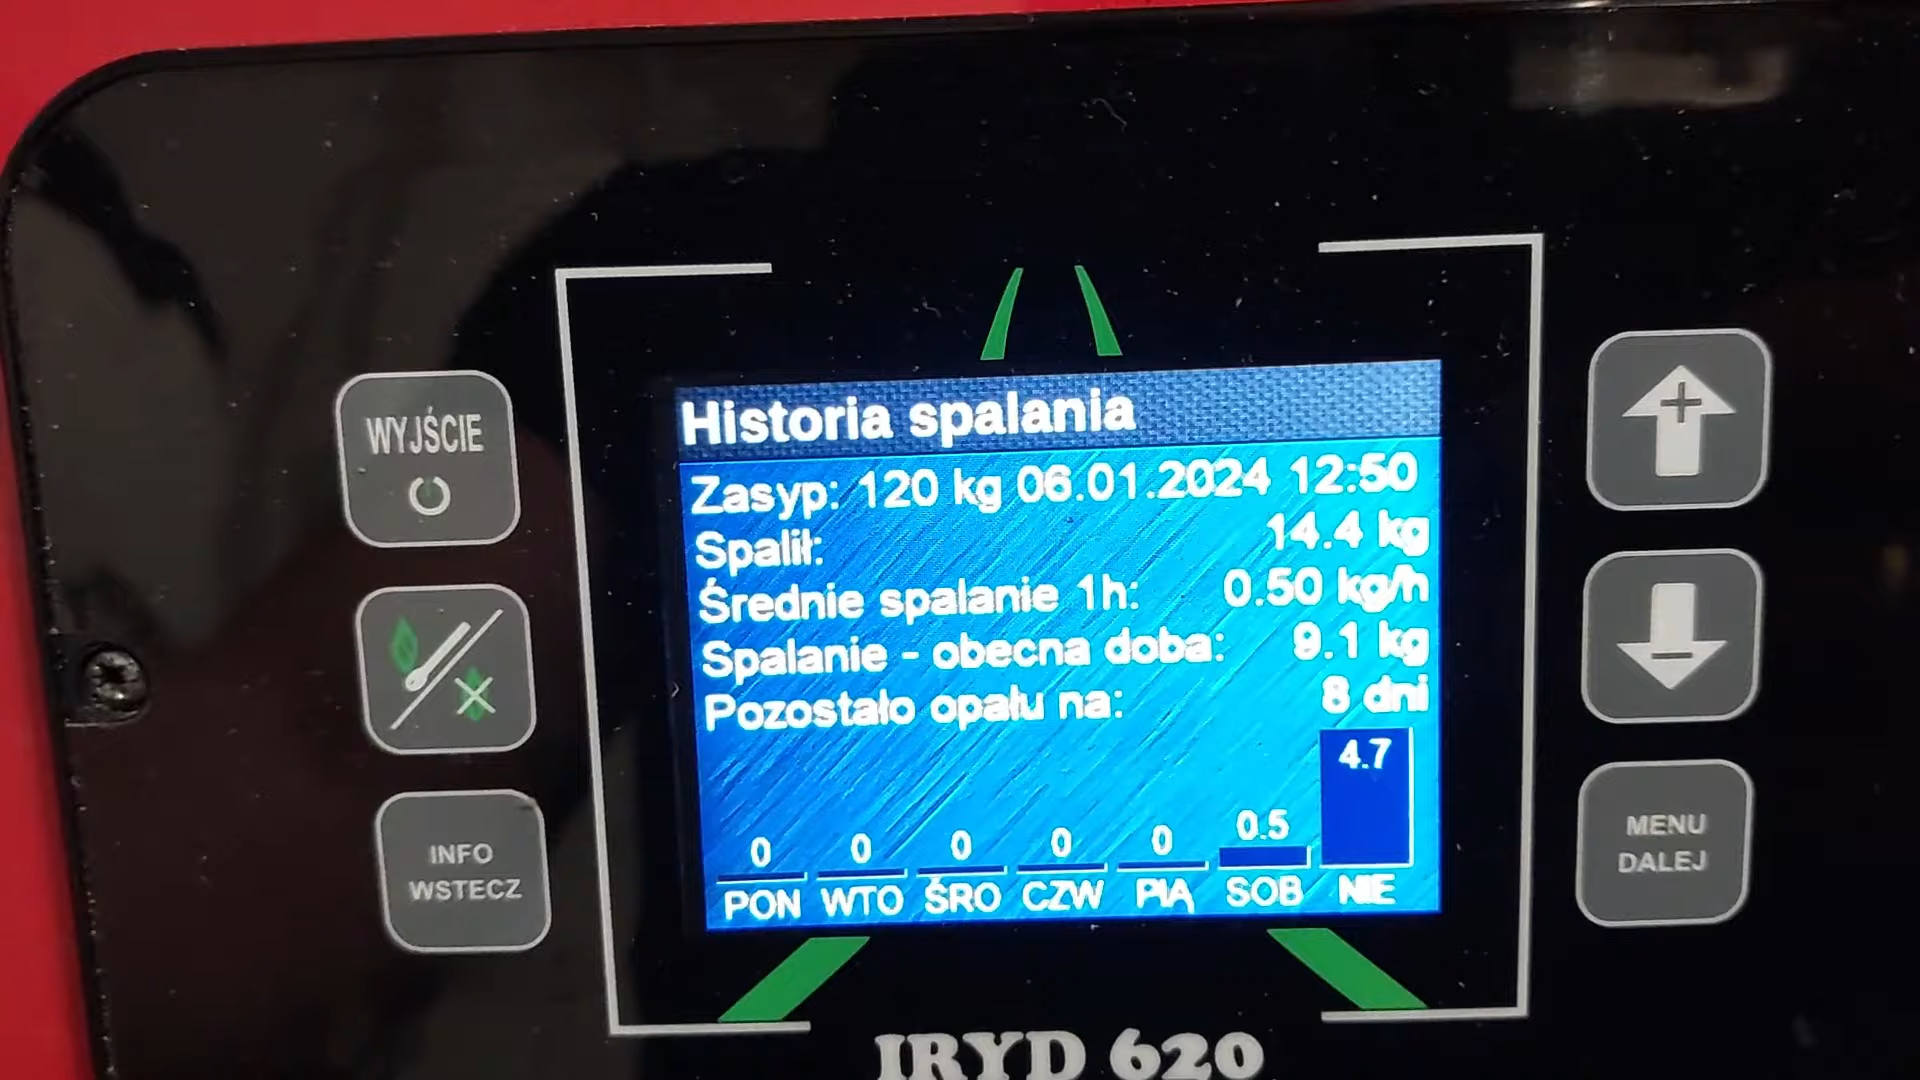 Historia spalania
Zasyp: 120 kg 06.01.2024 12:50
Spalił: 14.4 kg
Średnie spalanie 1h: 0.50 kg/h
Spalanie - obecna doba: 9.1 kg
Pozostało opału na: 8 dni
0 0 0 0 0 0.5 4.7
PON WTO ŚRO CZW PIĄ SOB NIE
WYJŚCIE
INFO
WSTECZ
MENU
DALEJ
IRYD 620